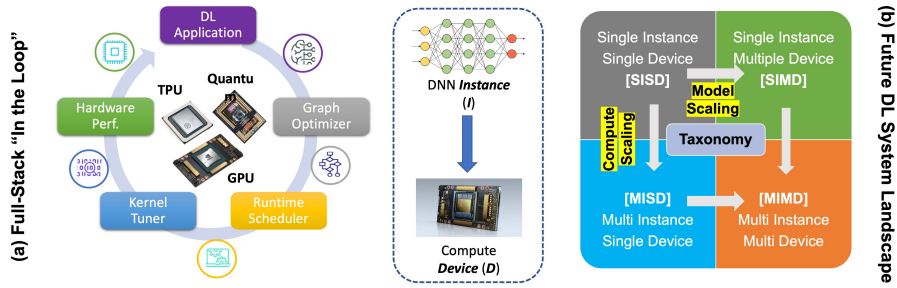 (a) Full-Stack “In the Loop”
DL
Application
Graph
Optimizer
Runtime
Scheduler
Kernel
Tuner
Hardware
Perf.
TPU
Quantu
m
GPU
DNN Instance
(I)
Compute
Device (D)
Single Instance
Single Device
[SISD]
Single Instance
Multiple Device
[SIMD]
Model
Scaling
Compute
Scaling
Taxonomy
[MISD]
Multi Instance
Single Device
[MIMD]
Multi Instance
Multi Device
(b) Future DL System Landscape